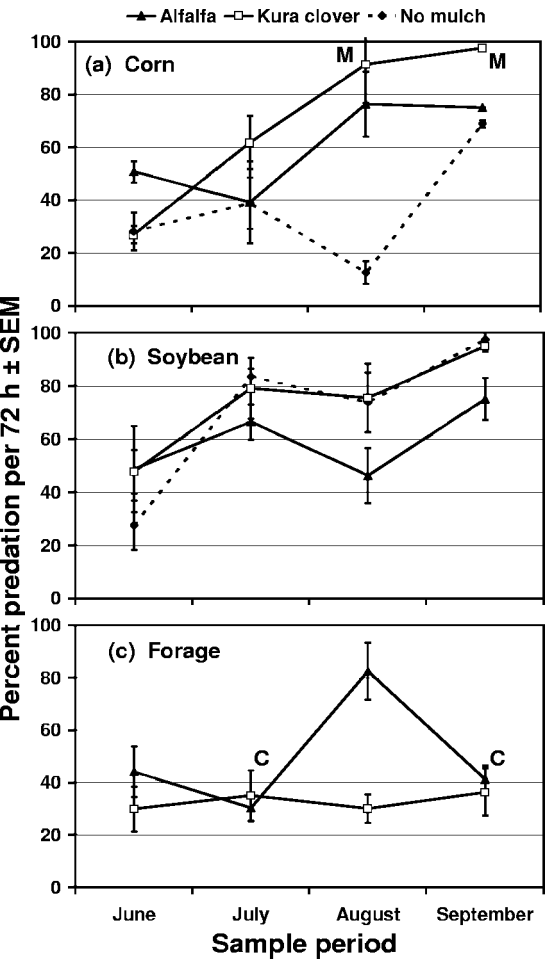 Alfalfa Kura clover No mulch
100
(a) Corn
M
M
80
60
40
20
0
100
(b) Soybean
80
60
40
20
0
100
(c) Forage
80
60
C
C
40
20
0
June July August September
Sample period
Percent predation per 72 h ± SEM